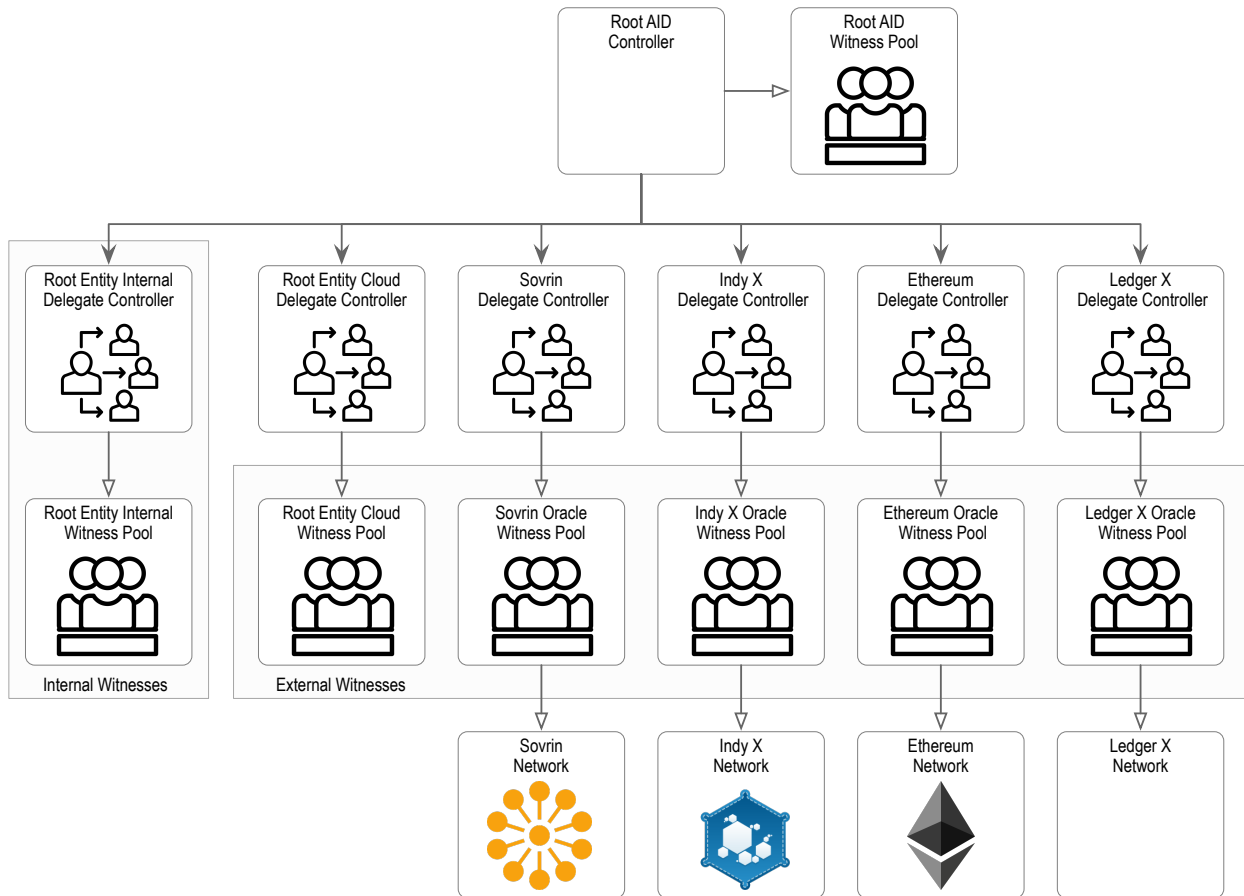 Root AID
Controller
Root AID
Witness Pool
Root Entity Internal
Delegate Controller
Root Entity Cloud
Delegate Controller
Sovrin
Delegate Controller
Indy X
Delegate Controller
Ethereum
Delegate Controller
Ledger X
Delegate Controller
Root Entity Internal
Witness Pool
Root Entity Cloud
Witness Pool
Sovrin Oracle
Witness Pool
Indy X Oracle
Witness Pool
Ethereum Oracle
Witness Pool
Ledger X Oracle
Witness Pool
Internal Witnesses
External Witnesses
Sovrin
Network
Indy X
Network
Ethereum
Network
Ledger X
Network